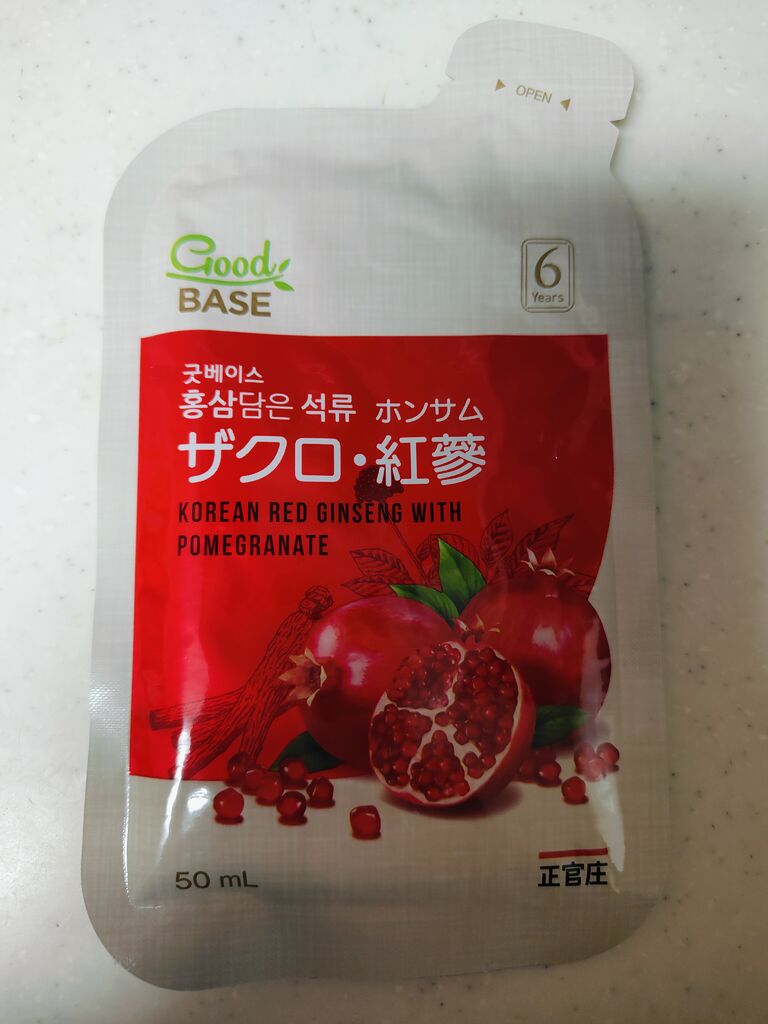 OPEN
Good
BASE
6
Years
굿베이스
홍삼담은 석류 ホンサム
ザクロ・紅蔘
KOREAN RED GINSENG WITH
POMEGRANATE
50 mL
正官庄